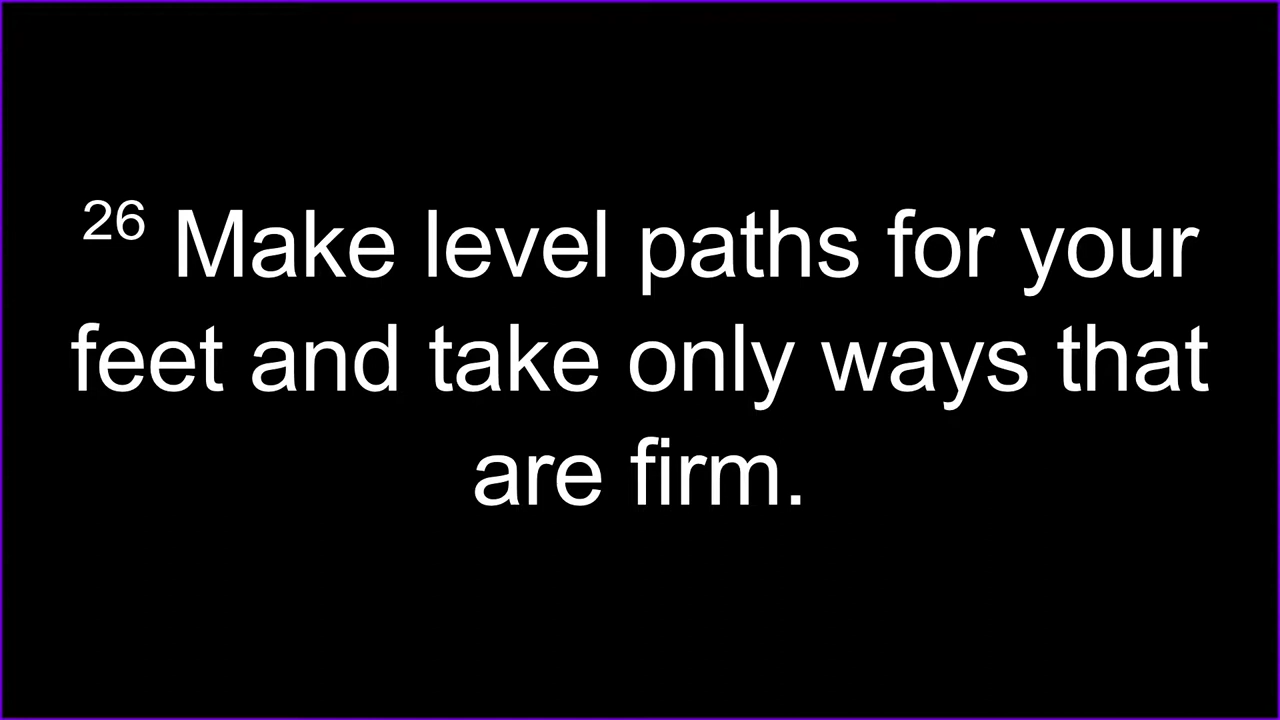 26 Make level paths for your
feet and take only ways that
are firm.